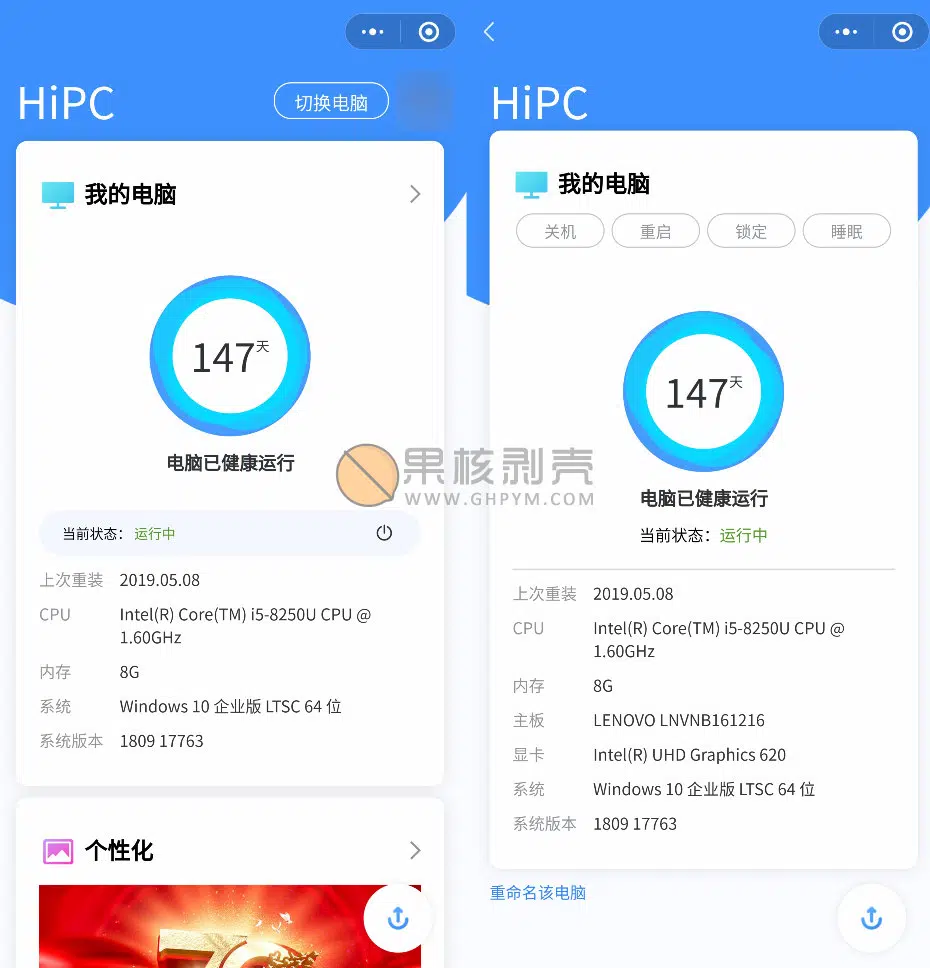 HiPC
切换电脑
我的电脑
147天
电脑已健康运行
当前状态: 运行中
上次重装 2019.05.08
CPU Intel(R) Core(TM) i5-8250U CPU @
1.60GHz
内存 8G
系统 Windows 10 企业版 LTSC 64 位
系统版本 1809 17763
个性化
70
HiPC
我的电脑
关机 重启 锁定 睡眠
147天
电脑已健康运行
当前状态: 运行中
上次重装 2019.05.08
CPU Intel(R) Core(TM) i5-8250U CPU @
1.60GHz
内存 8G
主板 LENOVO LNVNB161216
显卡 Intel(R) UHD Graphics 620
系统 Windows 10 企业版 LTSC 64 位
系统版本 1809 17763
重命名该电脑
果核剥壳
WWW.GHPYM.COM